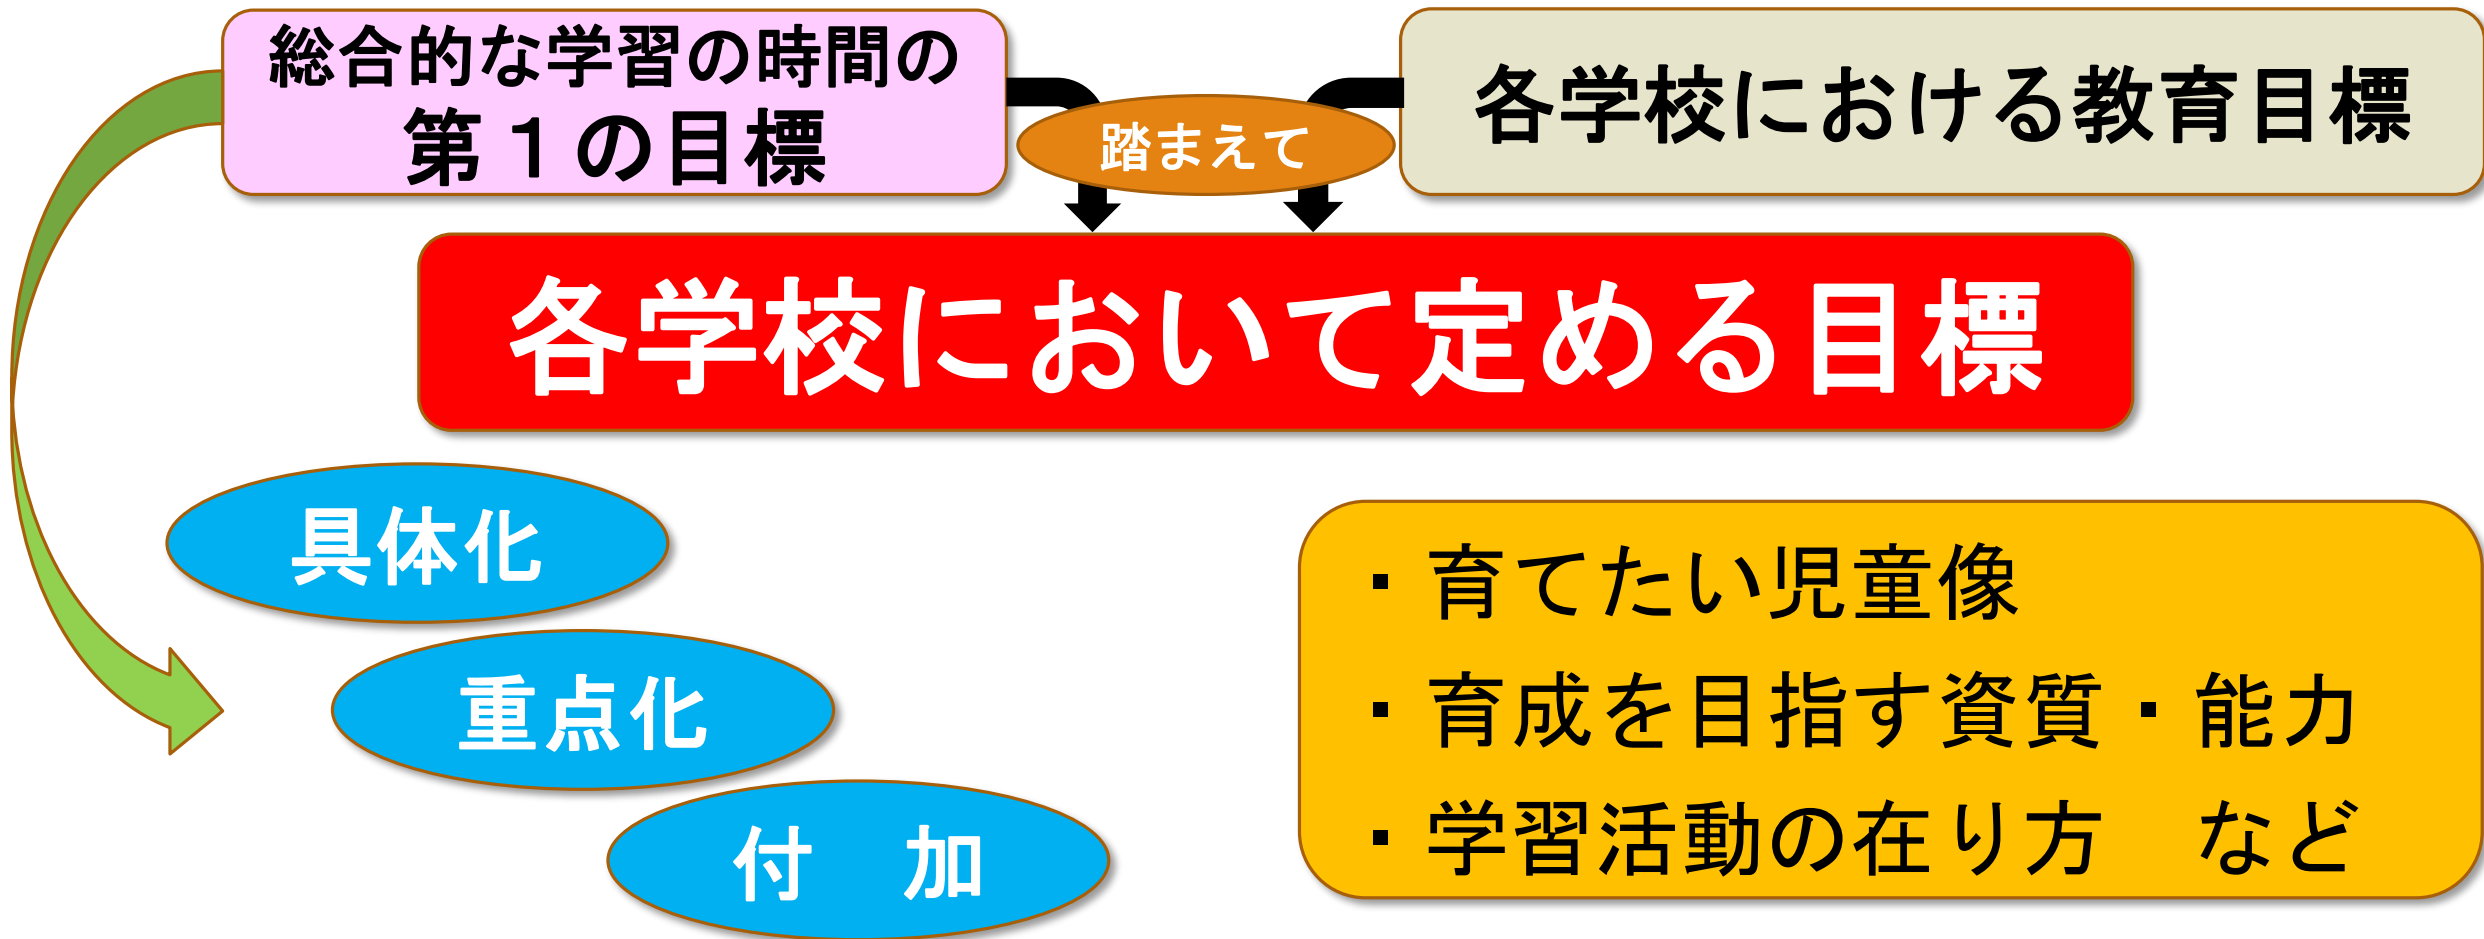 総合的な学習の時間の
第１の目標
踏まえて
各学校における教育目標
各学校において定める目標
具体化
重点化
付　加
・育てたい児童像
・育成を目指す資質・能力
・学習活動の在り方　など